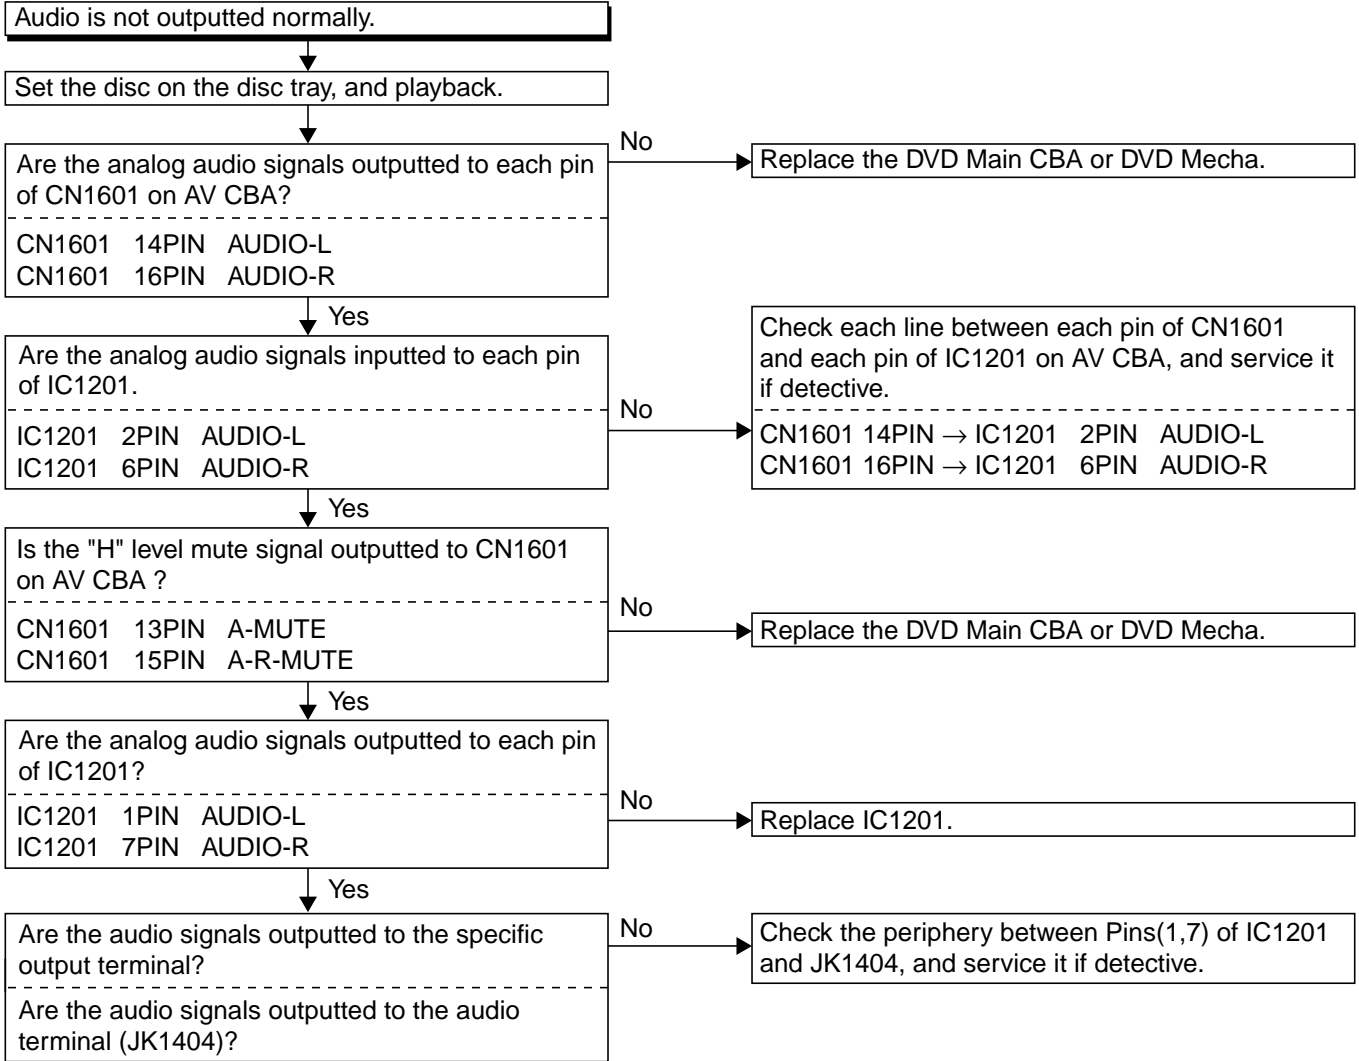 Audio is not outputted normally.
Set the disc on the disc tray, and playback.
Are the analog audio signals outputted to each pin
of CN1601 on AV CBA?
CN1601 14PIN AUDIO-L
CN1601 16PIN AUDIO-R
No
Replace the DVD Main CBA or DVD Mecha.
Yes
Are the analog audio signals inputted to each pin
of IC1201.
IC1201 2PIN AUDIO-L
IC1201 6PIN AUDIO-R
No
Check each line between each pin of CN1601
and each pin of IC1201 on AV CBA, and service it
if detective.
CN1601 14PIN → IC1201 2PIN AUDIO-L
CN1601 16PIN → IC1201 6PIN AUDIO-R
Yes
Is the "H" level mute signal outputted to CN1601
on AV CBA ?
CN1601 13PIN A-MUTE
CN1601 15PIN A-R-MUTE
No
Replace the DVD Main CBA or DVD Mecha.
Yes
Are the analog audio signals outputted to each pin
of IC1201?
IC1201 1PIN AUDIO-L
IC1201 7PIN AUDIO-R
No
Replace IC1201.
Yes
Are the audio signals outputted to the specific
output terminal?
Are the audio signals outputted to the audio
terminal (JK1404)?
No
Check the periphery between Pins(1,7) of IC1201
and JK1404, and service it if detective.